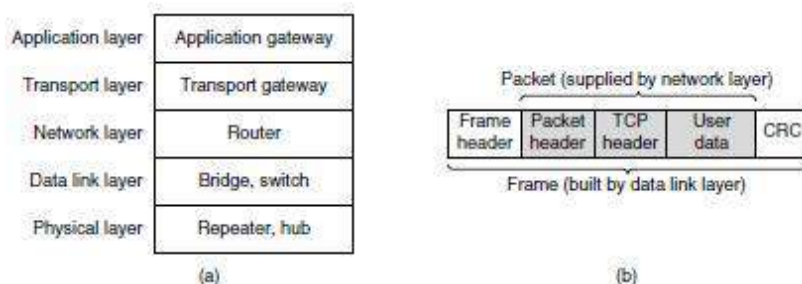 Application layer Application gateway
Transport layer Transport gateway
Network layer Router
Data link layer Bridge, switch
Physical layer Repeater, hub
(a)
Packet (supplied by network layer)
Frame header Packet header TCP header User data CRC
Frame (built by data link layer)
(b)